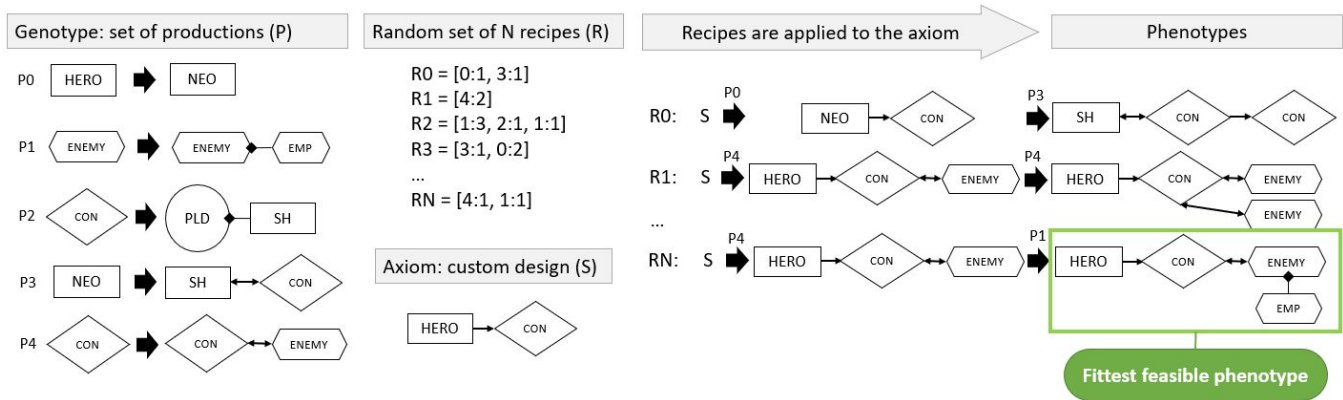 Genotype: set of productions (P)
P0 HERO NEO
P1 ENEMY ENEMY EMP
P2 CON PLD SH
P3 NEO SH CON
P4 CON CON ENEMY
Random set of N recipes (R)
R0 = [0:1, 3:1]
R1 = [4:2]
R2 = [1:3, 2:1, 1:1]
R3 = [3:1, 0:2]
...
RN = [4:1, 1:1]
Axiom: custom design (S)
HERO CON
Recipes are applied to the axiom
Phenotypes
P0 P3
R0: S NEO CON SH CON CON
P4 P4
R1: S HERO CON ENEMY HERO CON ENEMY
ENEMY
...
P4 P1
RN: S HERO CON ENEMY HERO CON ENEMY
EMP
Fittest feasible phenotype